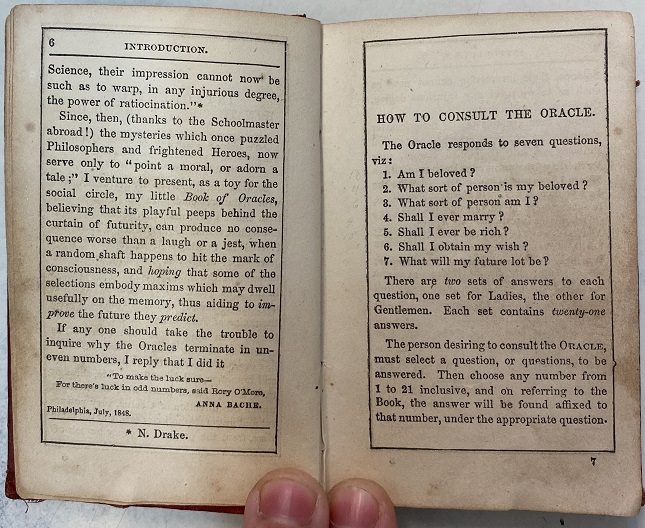 6
INTRODUCTION.
Science, their impression cannot now be
such as to warp, in any injurious degree,
the power of ratiocination."*
Since, then, (thanks to the Schoolmaster
abroad!) the mysteries which once puzzled
Philosophers and frightened Heroes, now
serve only to "point a moral, or adorn a
tale;" I venture to present, as a toy for the
social circle, my little Book of Oracles,
believing that its playful peeps behind the
curtain of futurity, can produce no conse-
quence worse than a laugh or a jest, when
a random shaft happens to hit the mark of
consciousness, and hoping that some of the
selections embody maxims which may dwell
usefully on the memory, thus aiding to im-
prove the future they predict.
If any one should take the trouble to
inquire why the Oracles terminate in un-
even numbers, I reply that I did it
"To make the luck sure—
For there's luck in odd numbers, said Rory O'More,
ANNA BACHE.
Philadelphia, July, 1848.
* N. Drake.
HOW TO CONSULT THE ORACLE.
The Oracle responds to seven questions,
viz:
1. Am I beloved?
2. What sort of person is my beloved?
3. What sort of person am I?
4. Shall I ever marry?
5. Shall I ever be rich?
6. Shall I obtain my wish?
7. What will my future lot be?
There are two sets of answers to each
question, one set for Ladies, the other for
Gentlemen. Each set contains twenty-one
answers.
The person desiring to consult the ORACLE,
must select a question, or questions, to be
answered. Then choose any number from
1 to 21 inclusive, and on referring to the
Book, the answer will be found affixed to
that number, under the appropriate question.
7